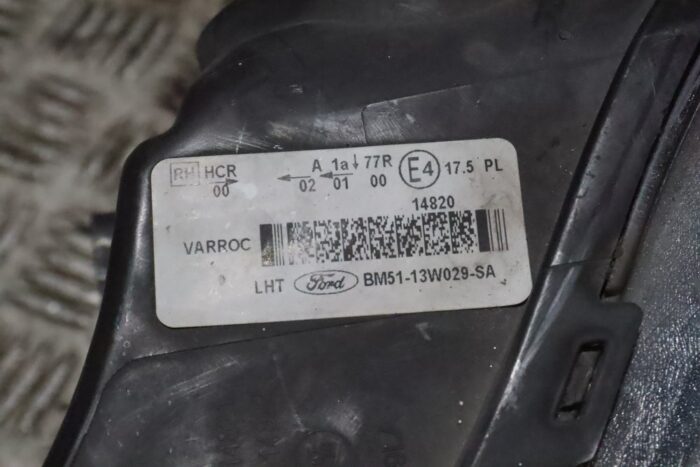 RH HCR A 1a↓ 77R E4 17.5 PL
00 02 01 00
14820
VARROC
LHT Ford BM51-13W029-SA